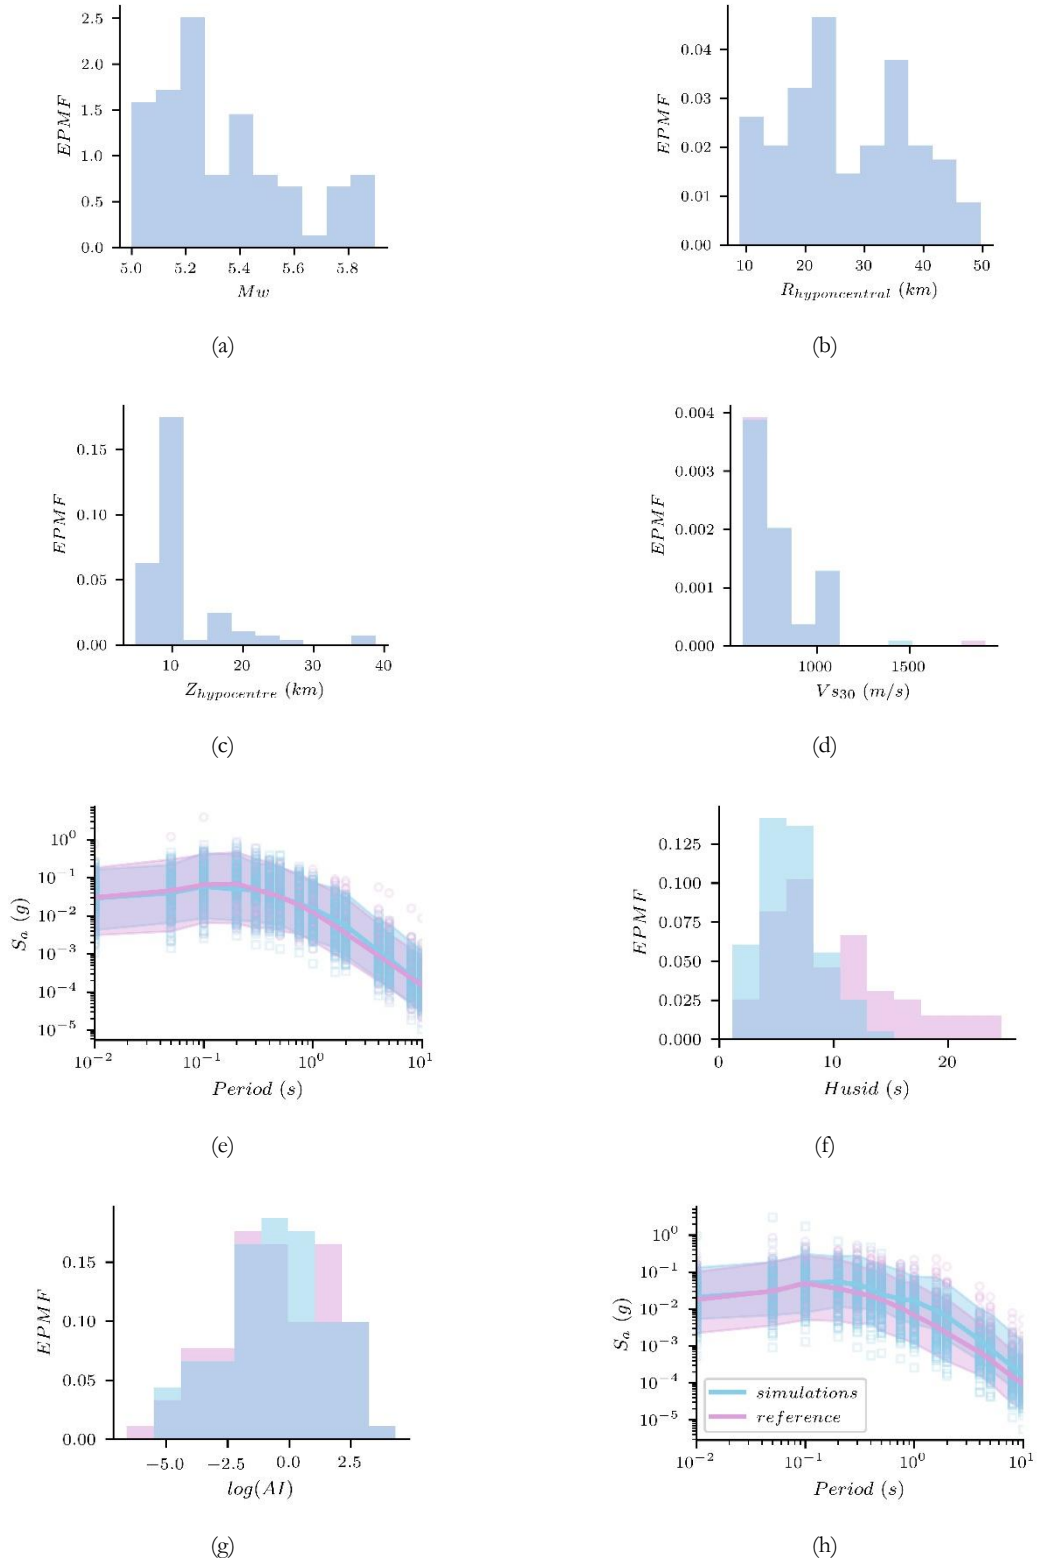 2.5
2.0
1.5
1.0
0.5
0.0
EPMF
5.0 5.2 5.4 5.6 5.8
Mw
(a)
0.04
0.03
0.02
0.01
0.00
EPMF
10 20 30 40 50
R_hyponcentral (km)
(b)
0.15
0.10
0.05
0.00
EPMF
10 20 30 40
Z_hypocentre (km)
(c)
0.004
0.003
0.002
0.001
0.000
EPMF
1000 1500
Vs_30 (m/s)
(d)
10^0
10^-1
10^-2
10^-3
10^-4
10^-5
S_a (g)
10^-2 10^-1 10^0 10^1
Period (s)
(e)
0.125
0.100
0.075
0.050
0.025
0.000
EPMF
0 10 20
Husid (s)
(f)
0.15
0.10
0.05
0.00
EPMF
−5.0 −2.5 0.0 2.5
log(AI)
(g)
10^0
10^-1
10^-2
10^-3
10^-4
10^-5
S_a (g)
simulations
reference
10^-2 10^-1 10^0 10^1
Period (s)
(h)